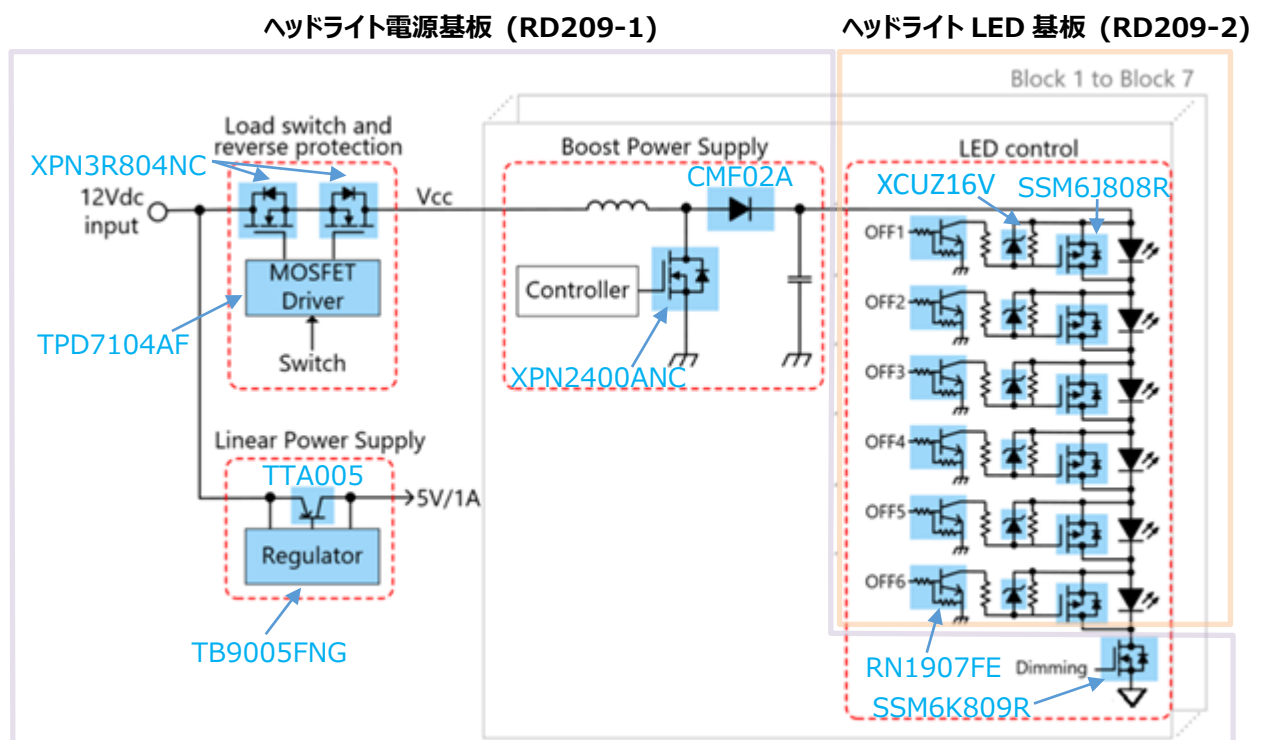 ヘッドライト電源基板 (RD209-1)
ヘッドライト LED 基板 (RD209-2)
Block 1 to Block 7
Load switch and
reverse protection
XPN3R804NC
12Vdc
input
Vcc
MOSFET
Driver
TPD7104AF
Switch
Boost Power Supply
CMF02A
Controller
XPN2400ANC
LED control
XCUZ16V
SSM6J808R
OFF1
OFF2
OFF3
OFF4
OFF5
OFF6
Linear Power Supply
TTA005
5V/1A
Regulator
TB9005FNG
RN1907FE
Dimming
SSM6K809R